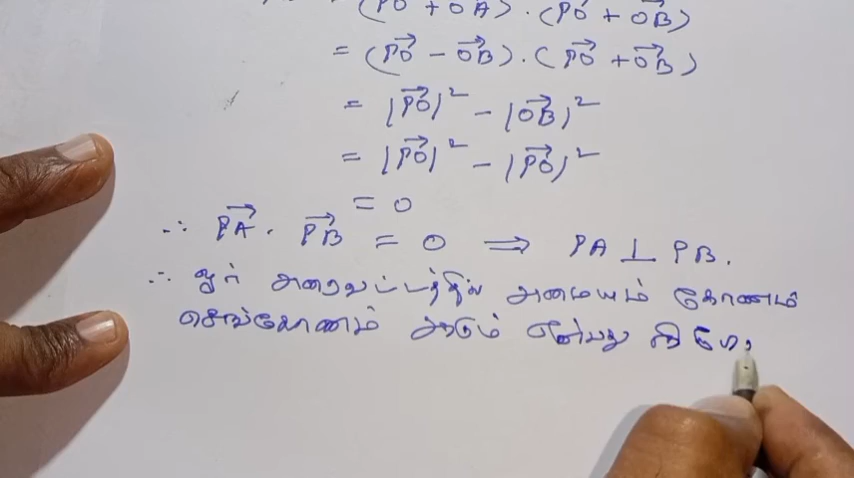 (PO⃗ + OA⃗) . (PO⃗ + OB⃗)
= (PO⃗ − OB⃗) . (PO⃗ + OB⃗)
= |PO⃗|² − |OB⃗|²
= |PO⃗|² − |PO⃗|²
= 0
∴ PA⃗ . PB⃗ = 0 ⟹ PA ⊥ PB.
∴ ஓர் அரைவட்டத்தில் அமையும் கோணம்
செங்கோணம் ஆகும் என்பது